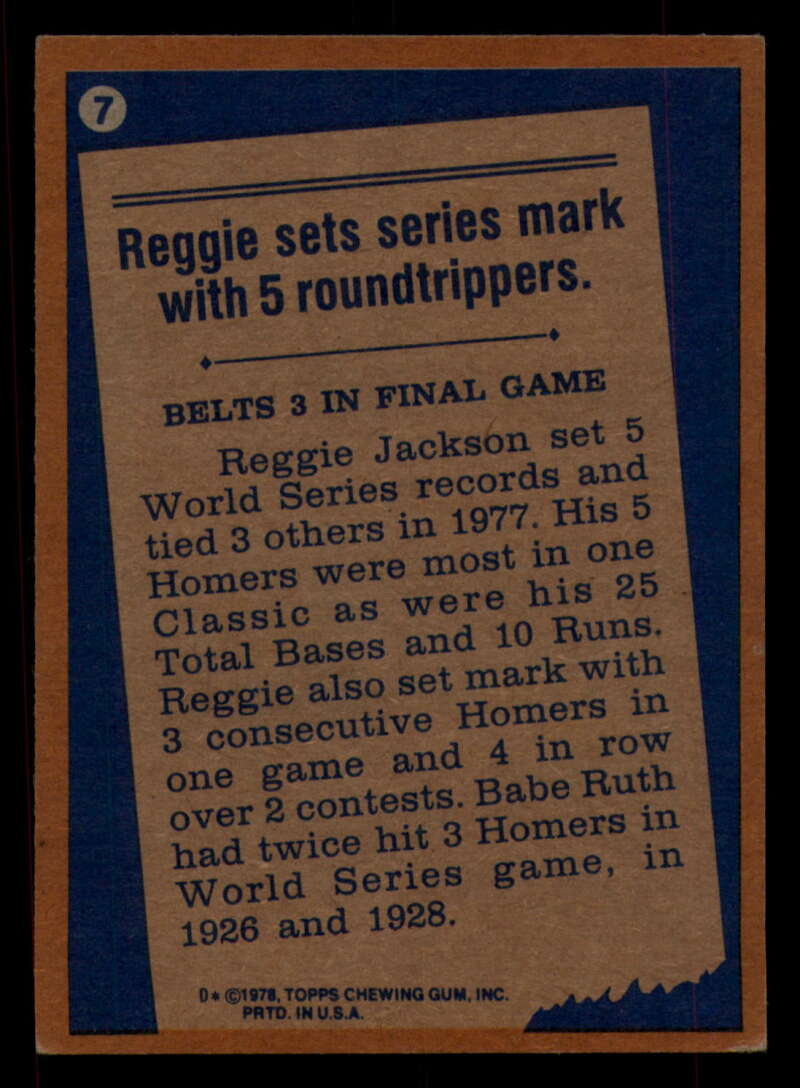 7
Reggie sets series mark
with 5 roundtrippers.
BELTS 3 IN FINAL GAME
Reggie Jackson set 5
World Series records and
tied 3 others in 1977. His 5
Homers were most in one
Classic as were his 25
Total Bases and 10 Runs.
Reggie also set mark with
3 consecutive Homers in
one game and 4 in row
over 2 contests. Babe Ruth
had twice hit 3 Homers in
World Series game, in
1926 and 1928.
D* ©1978, TOPPS CHEWING GUM, INC.
PRTD. IN U.S.A.